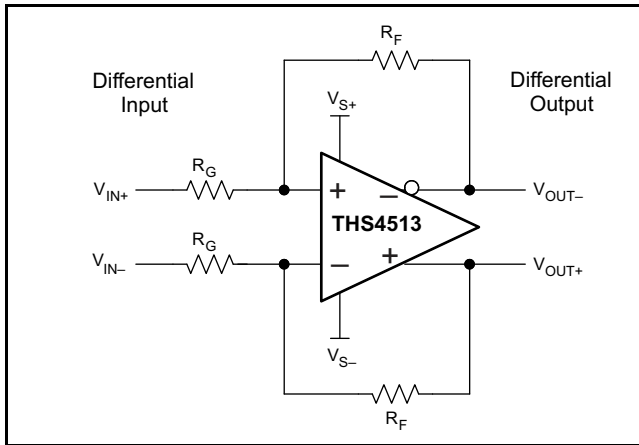 R_F
Differential
Input
Differential
Output
V_S+
R_G
V_IN+
+
−
V_OUT–
THS4513
R_G
V_IN–
−
+
V_OUT+
V_S–
R_F